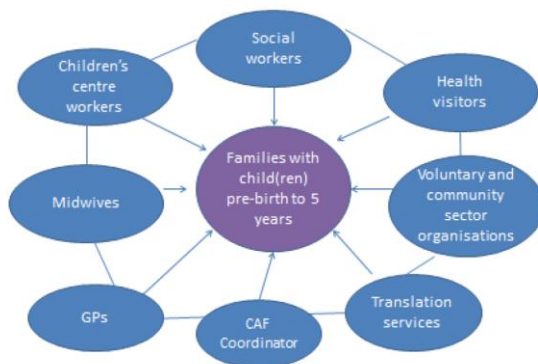 Social
workers
Children's
centre
workers
Health
visitors
Families with
child(ren)
pre-birth to 5
years
Midwives
Voluntary and
community
sector
organisations
GPs
CAF
Coordinator
Translation
services